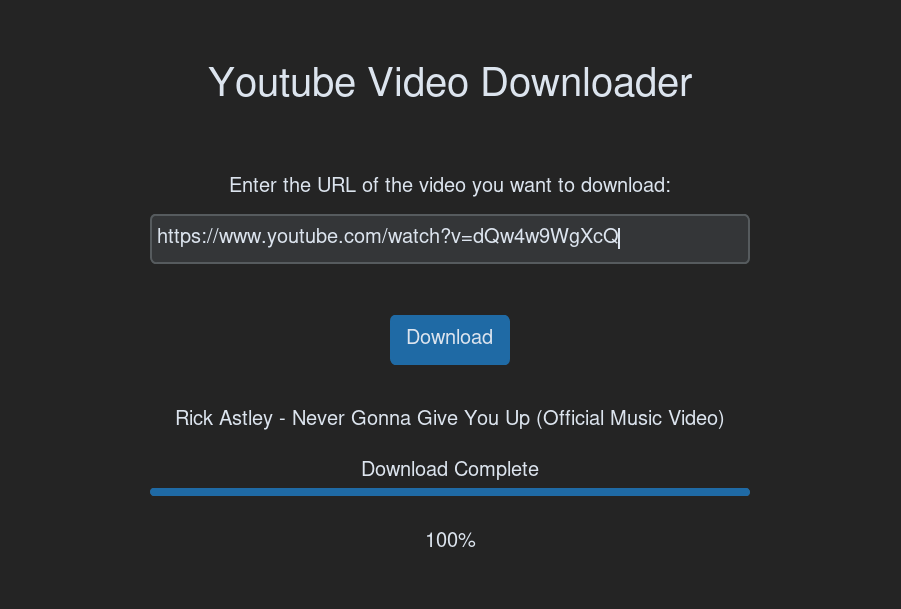 Youtube Video Downloader
Enter the URL of the video you want to download:
https://www.youtube.com/watch?v=dQw4w9WgXcQ
Download
Rick Astley - Never Gonna Give You Up (Official Music Video)
Download Complete
100%